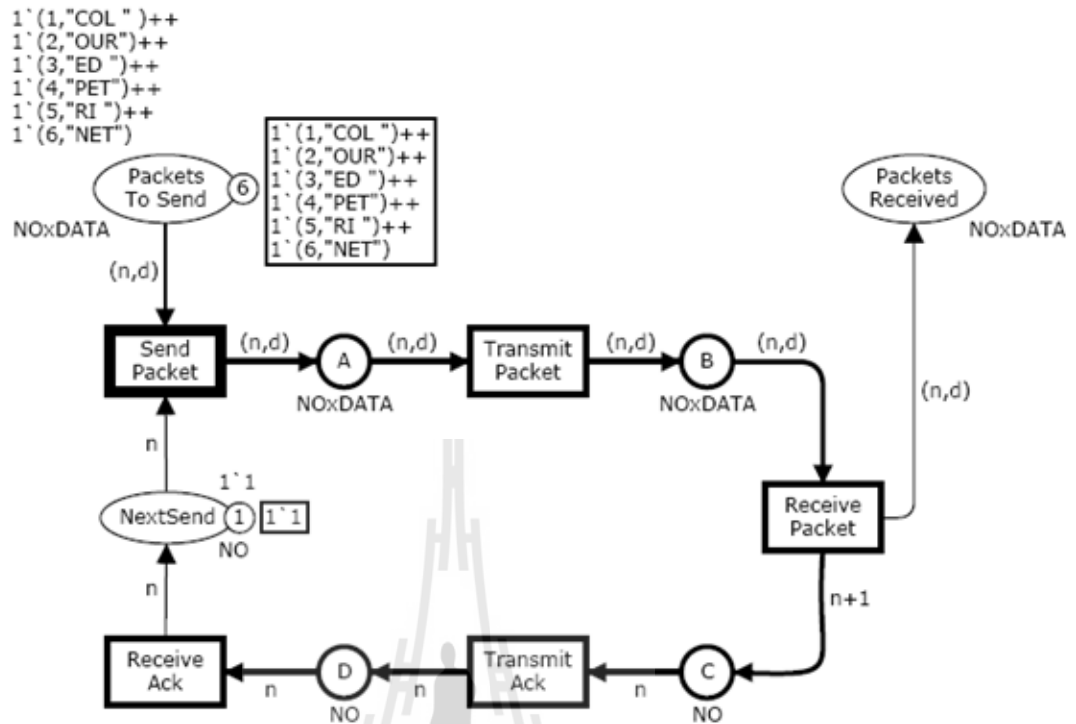 1`(1,"COL ")++
1`(2,"OUR")++
1`(3,"ED ")++
1`(4,"PET")++
1`(5,"RI ")++
1`(6,"NET")
Packets
To Send
6
1`(1,"COL ")++
1`(2,"OUR")++
1`(3,"ED ")++
1`(4,"PET")++
1`(5,"RI ")++
1`(6,"NET")
NOxDATA
Packets
Received
NOxDATA
(n,d)
Send
Packet
(n,d)
A
NOxDATA
(n,d)
Transmit
Packet
(n,d)
B
NOxDATA
(n,d)
(n,d)
n
1`1
NextSend
1
1`1
NO
Receive
Packet
n
n+1
Receive
Ack
n
D
NO
n
Transmit
Ack
n
C
NO